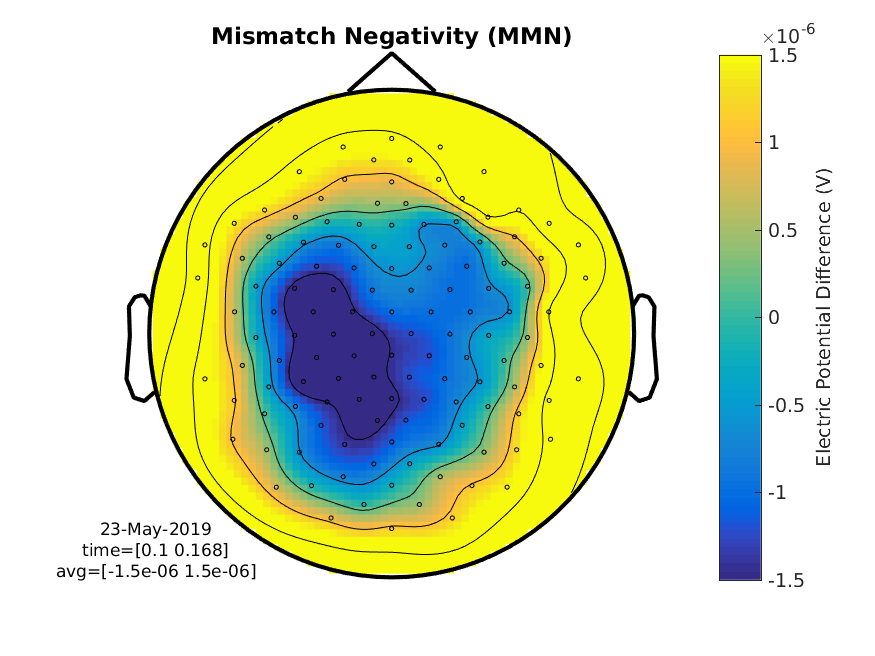 Mismatch Negativity (MMN)
×10-6
1.5
1
0.5
0
-0.5
-1
-1.5
Electric Potential Difference (V)
23-May-2019
time=[0.1 0.168]
avg=[-1.5e-06 1.5e-06]